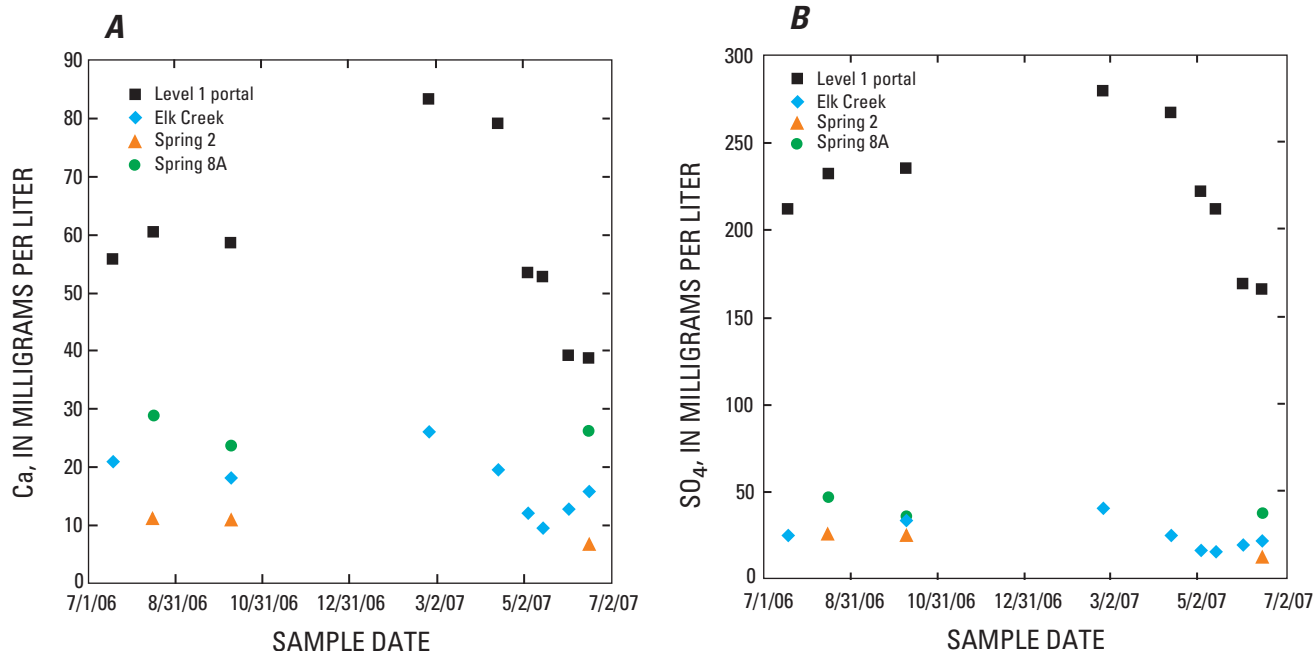 A
Ca, IN MILLIGRAMS PER LITER
90
80
70
60
50
40
30
20
10
0
Level 1 portal
Elk Creek
Spring 2
Spring 8A
7/1/06 8/31/06 10/31/06 12/31/06 3/2/07 5/2/07 7/2/07
SAMPLE DATE
B
SO4, IN MILLIGRAMS PER LITER
300
250
200
150
100
50
0
Level 1 portal
Elk Creek
Spring 2
Spring 8A
7/1/06 8/31/06 10/31/06 12/31/06 3/2/07 5/2/07 7/2/07
SAMPLE DATE